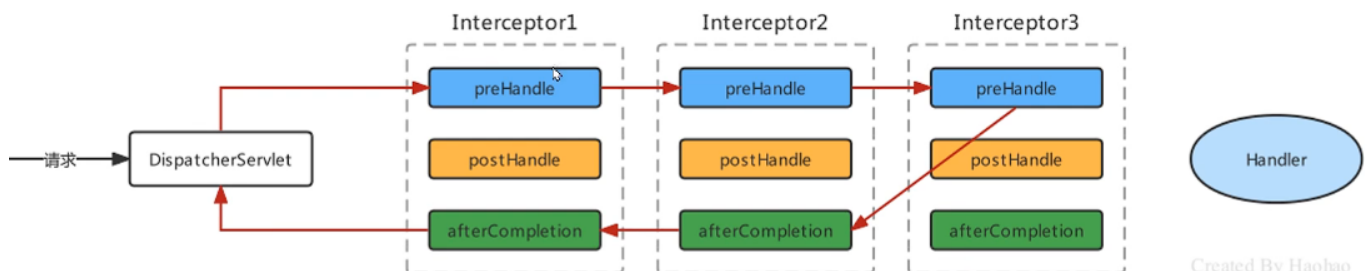 Interceptor1 Interceptor2 Interceptor3
preHandle preHandle preHandle
请求 DispatcherServlet postHandle postHandle postHandle Handler
afterCompletion afterCompletion afterCompletion
Created By Haohao